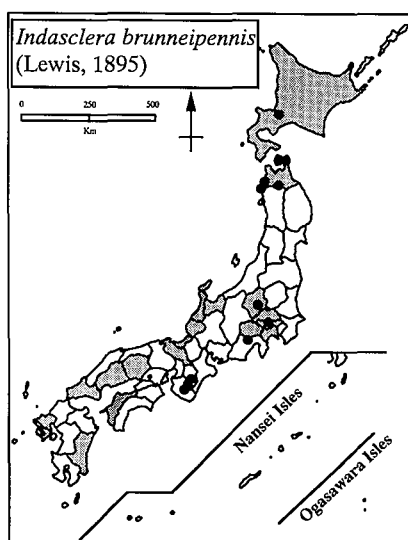 Indasclera brunneipennis
(Lewis, 1895)
0 250 500
Km
Nansei Isles
Ogasawara Isles